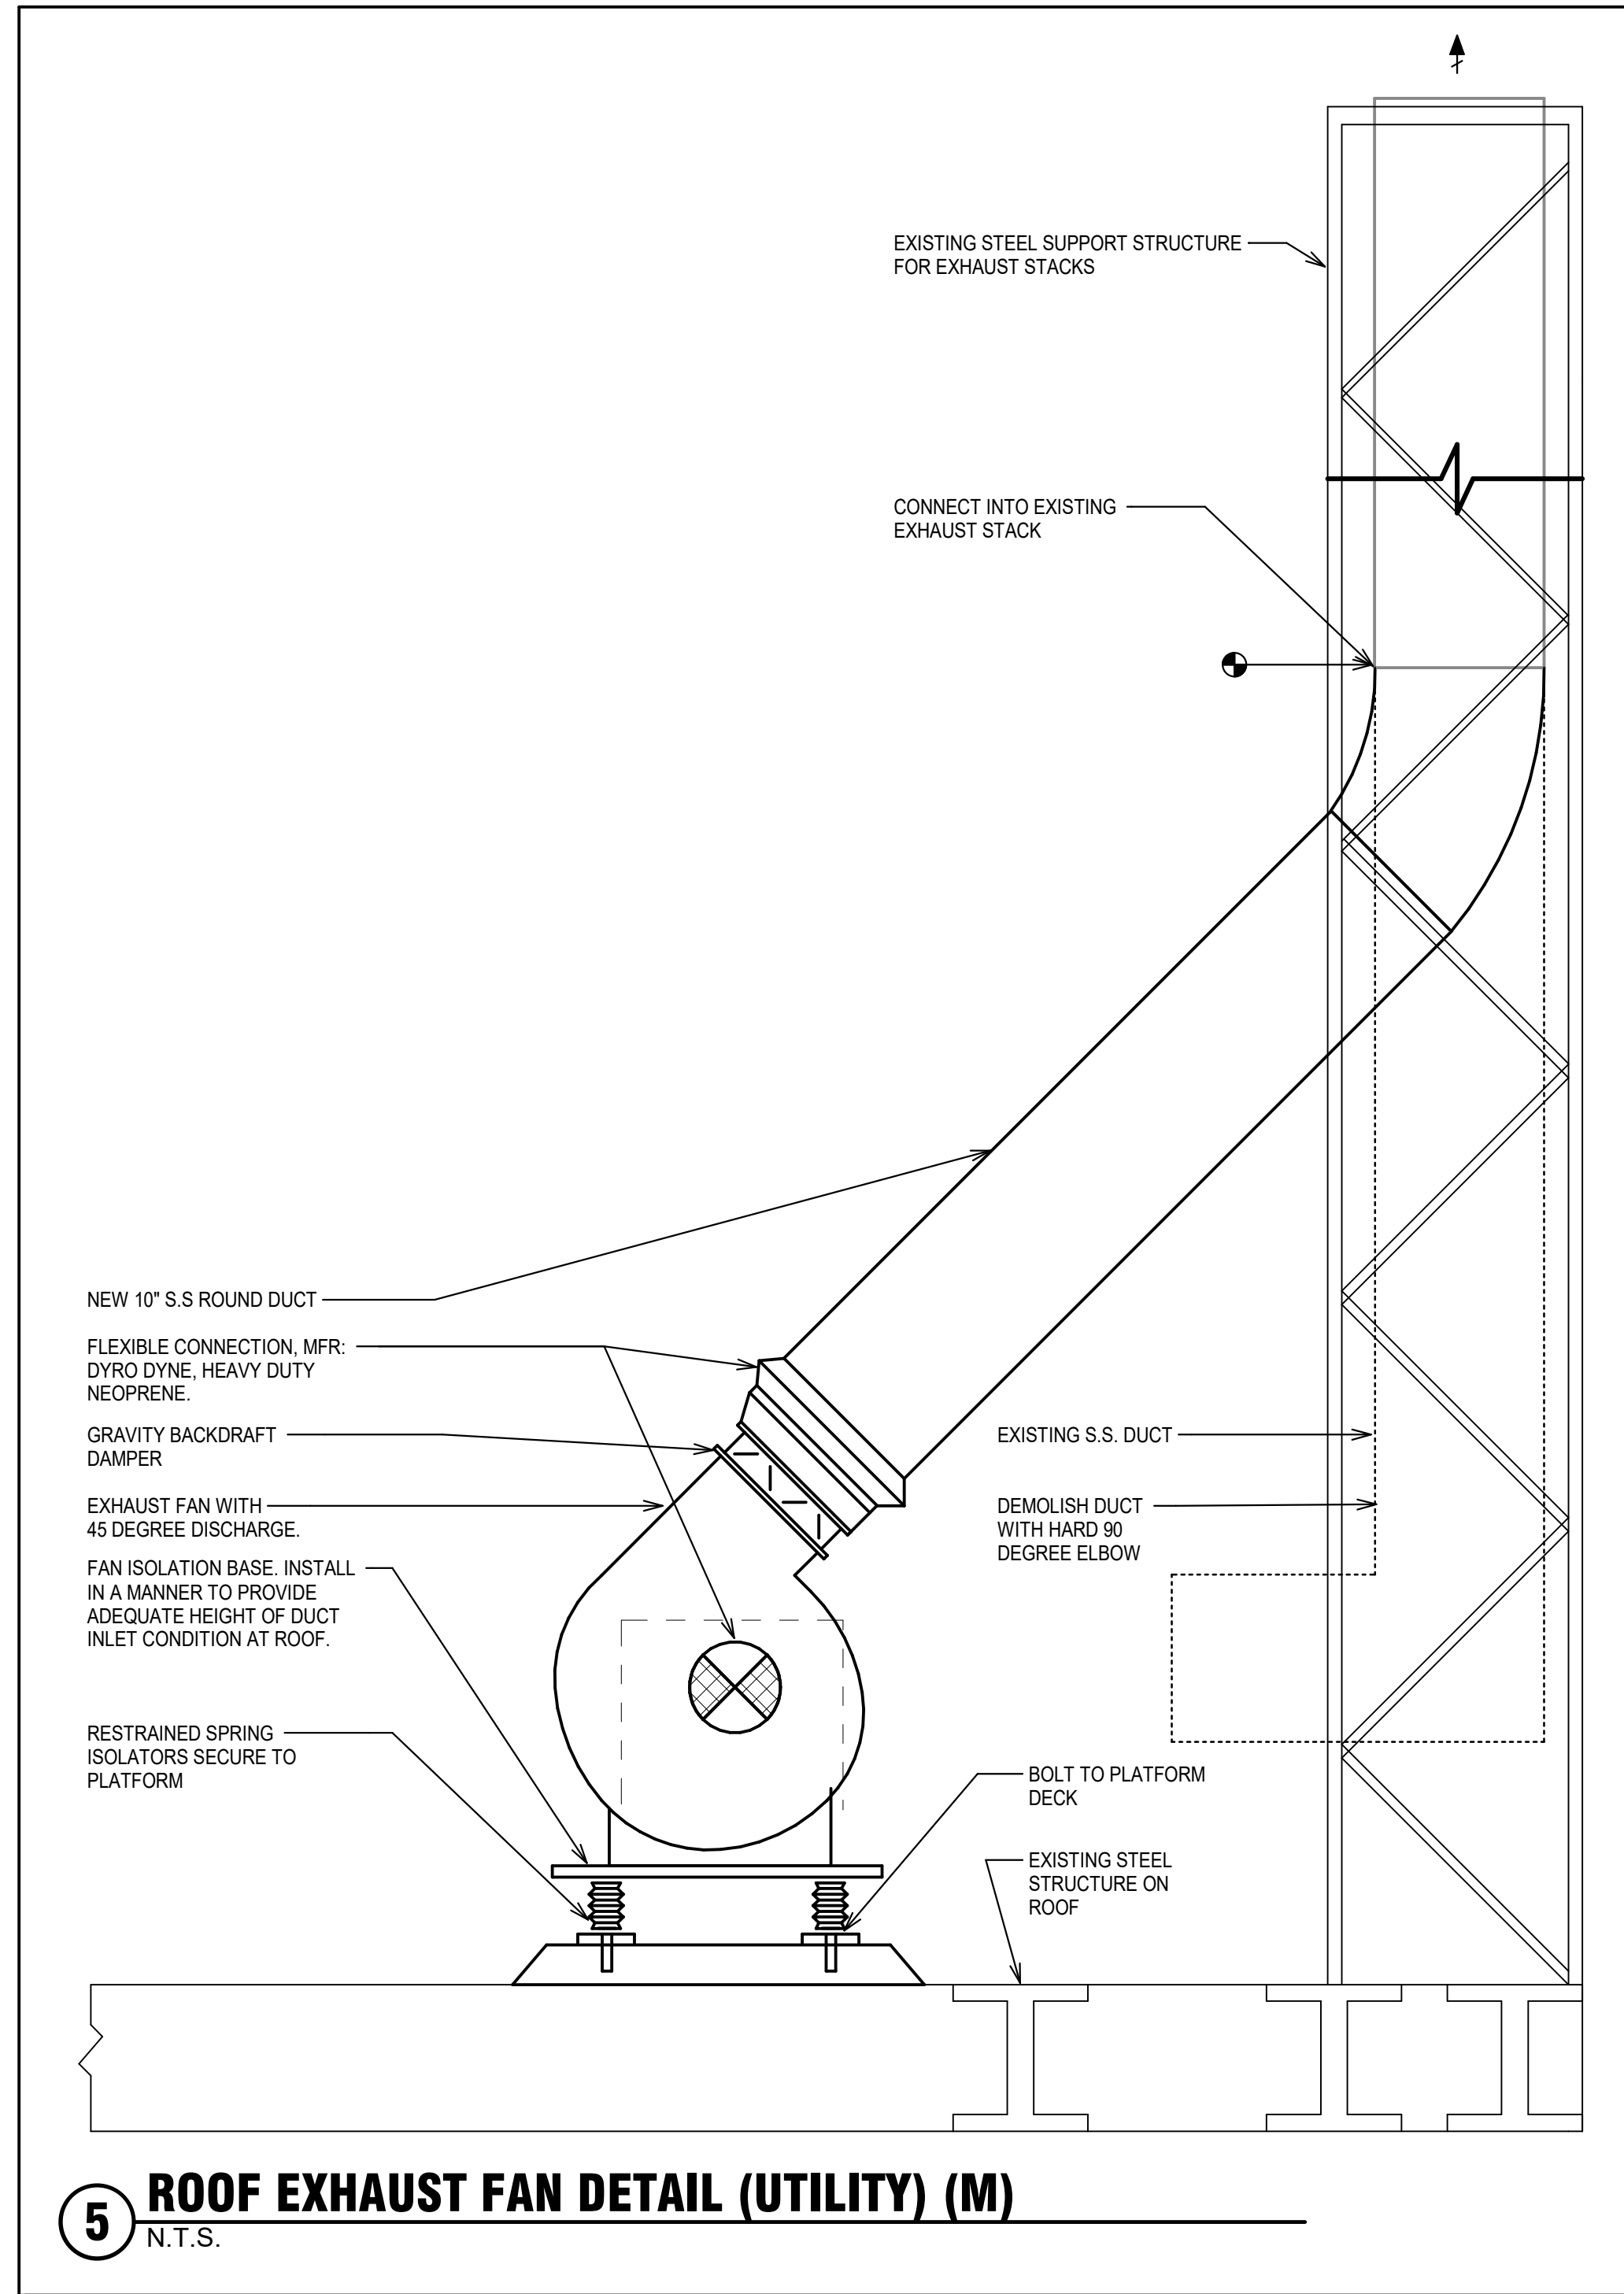 EXISTING STEEL SUPPORT STRUCTURE
FOR EXHAUST STACKS
CONNECT INTO EXISTING
EXHAUST STACK
NEW 10" S.S ROUND DUCT
FLEXIBLE CONNECTION, MFR:
DYRO DYNE, HEAVY DUTY
NEOPRENE.
GRAVITY BACKDRAFT
DAMPER
EXHAUST FAN WITH
45 DEGREE DISCHARGE.
FAN ISOLATION BASE. INSTALL
IN A MANNER TO PROVIDE
ADEQUATE HEIGHT OF DUCT
INLET CONDITION AT ROOF.
RESTRAINED SPRING
ISOLATORS SECURE TO
PLATFORM
EXISTING S.S. DUCT
DEMOLISH DUCT
WITH HARD 90
DEGREE ELBOW
BOLT TO PLATFORM
DECK
EXISTING STEEL
STRUCTURE ON
ROOF
5
ROOF EXHAUST FAN DETAIL (UTILITY) (M)
N.T.S.